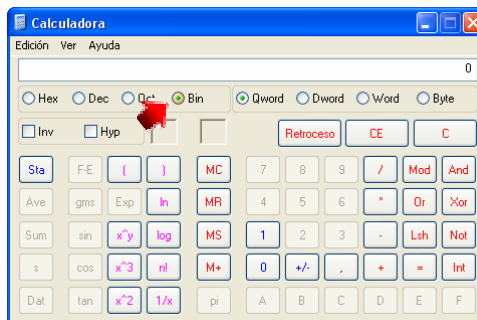 Calculadora
Edición Ver Ayuda
0
Hex Dec Oct Bin Qword Dword Word Byte
Inv Hyp Retroceso CE C
Sta F-E ( ) MC 7 8 9 / Mod And
Ave gms Exp ln MR 4 5 6 * Or Xor
Sum sin x^y log MS 1 2 3 - Lsh Not
s cos x^3 n! M+ 0 +/- , + = Int
Dat tan x^2 1/x pi A B C D E F